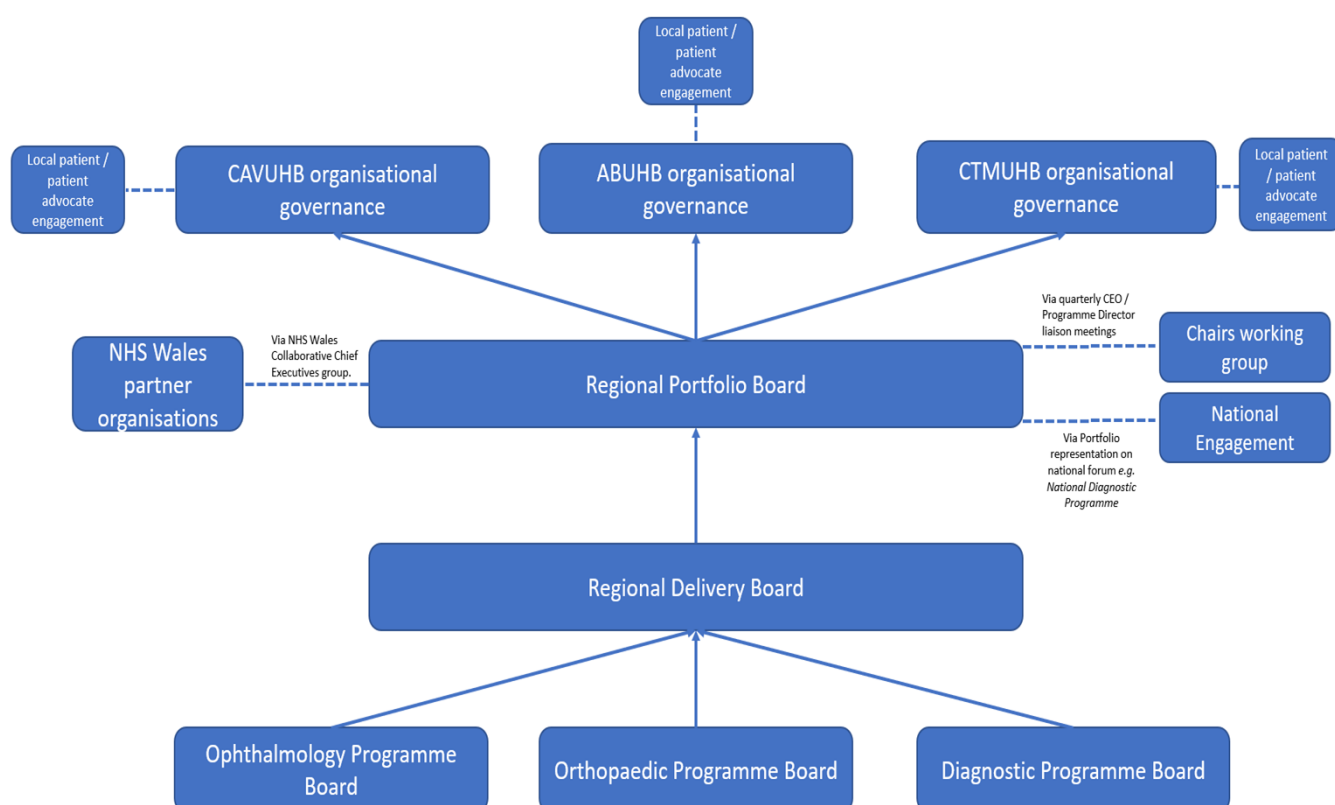 Local patient /
patient
advocate
engagement
Local patient /
patient
advocate
engagement
CAVUHB organisational
governance
ABUHB organisational
governance
CTMUHB organisational
governance
Local patient
/ patient
advocate
engagement
NHS Wales
partner
organisations
Via NHS Wales
Collaborative Chief
Executives group.
Regional Portfolio Board
Via quarterly CEO /
Programme Director
liaison meetings
Chairs working
group
National
Engagement
Via Portfolio
representation on
national forum e.g.
National Diagnostic
Programme
Regional Delivery Board
Ophthalmology Programme
Board
Orthopaedic Programme Board
Diagnostic Programme Board